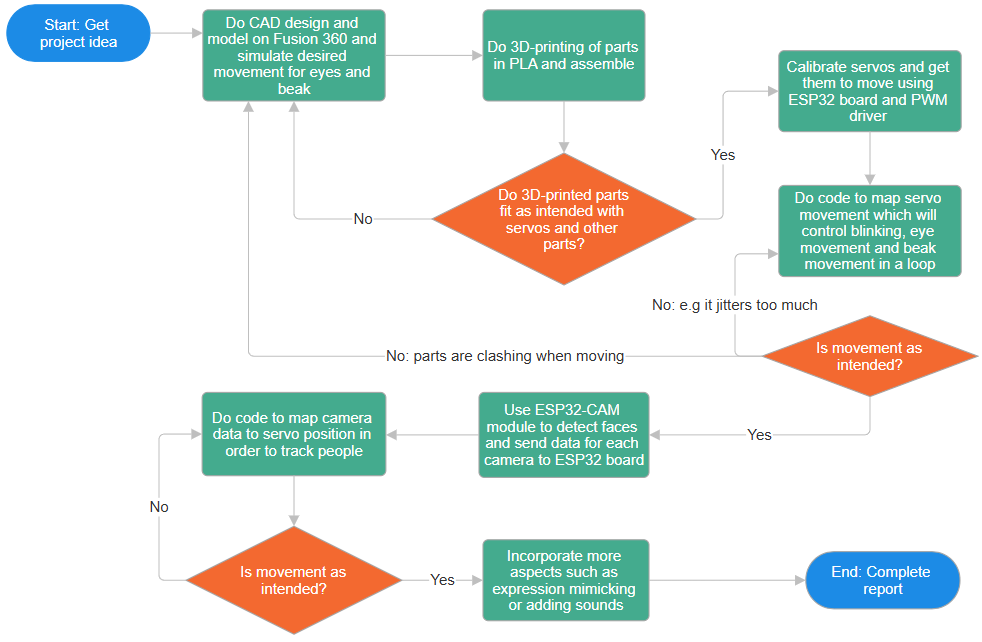 Start: Get
project idea
Do CAD design and
model on Fusion 360 and
simulate desired
movement for eyes and
beak
Do 3D-printing of parts
in PLA and assemble
Calibrate servos and get
them to move using
ESP32 board and PWM
driver
Yes
Do 3D-printed parts
fit as intended with
servos and other
parts?
No
Do code to map servo
movement which will
control blinking, eye
movement and beak
movement in a loop
No: e.g it jitters too much
Is movement as
intended?
No: parts are clashing when moving
Yes
Use ESP32-CAM
module to detect faces
and send data for each
camera to ESP32 board
Do code to map camera
data to servo position in
order to track people
No
Is movement as
intended?
Yes
Incorporate more
aspects such as
expression mimicking
or adding sounds
End: Complete
report